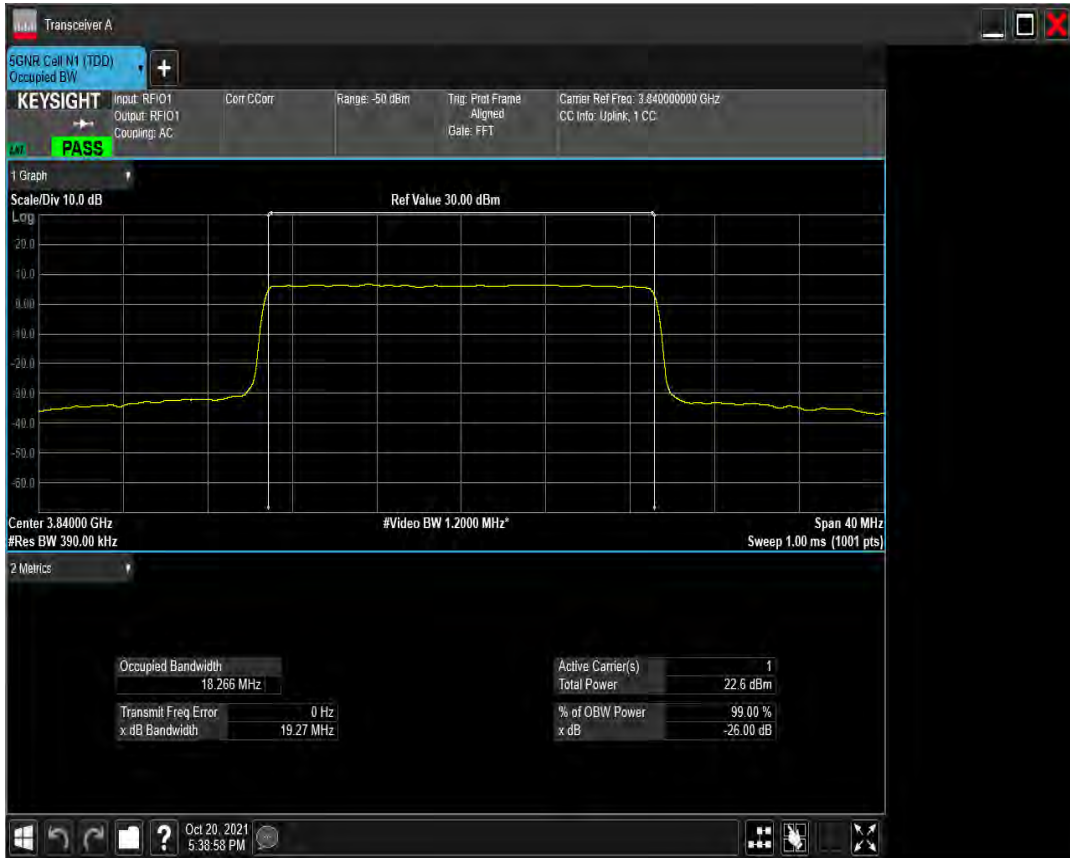 Transceiver A
5GNR Cell N1 (TDD)
Occupied BW
KEYSIGHT
Input: RFIO1
Output: RFIO1
Coupling: AC
Corr CCorr
Range: -50 dBm
Trig: Prot Frame
Aligned
Gate: FFT
Carrier Ref Freq: 3.840000000 GHz
CC Info: Uplink, 1 CC
PASS
1 Graph
Scale/Div 10.0 dB
Ref Value 30.00 dBm
Log
20.0
10.0
0.00
-10.0
-20.0
-30.0
-40.0
-50.0
-60.0
Center 3.84000 GHz
#Video BW 1.2000 MHz*
Span 40 MHz
#Res BW 390.00 kHz
Sweep 1.00 ms (1001 pts)
2 Metrics
Occupied Bandwidth
18.266 MHz
Transmit Freq Error 0 Hz
x dB Bandwidth 19.27 MHz
Active Carrier(s) 1
Total Power 22.6 dBm
% of OBW Power 99.00 %
x dB -26.00 dB
Oct 20, 2021
5:38:58 PM